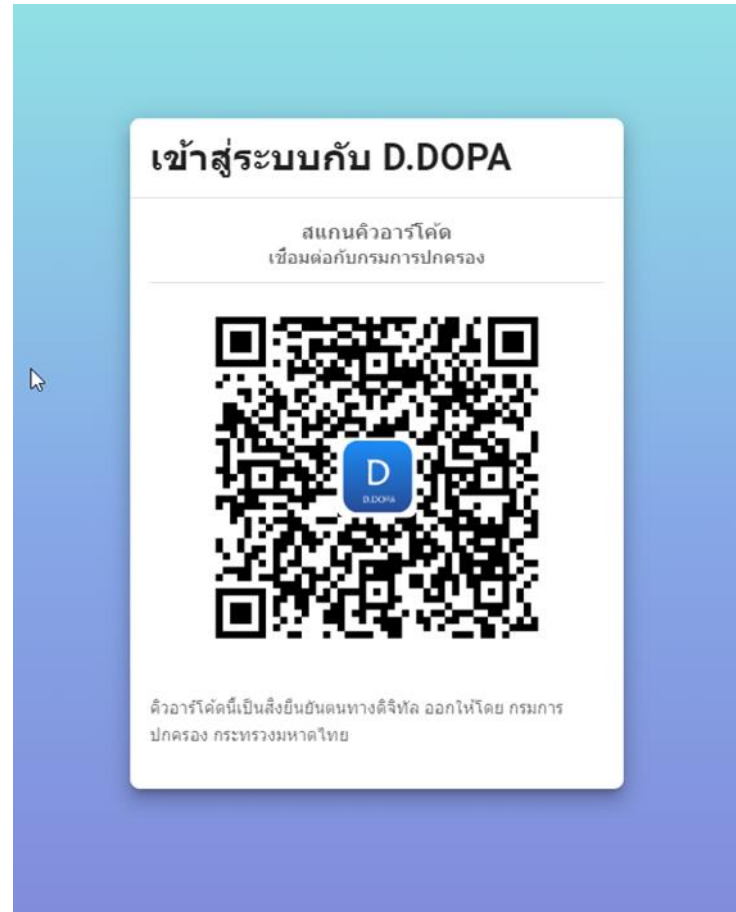 เข้าสู่ระบบกับ D.DOPA
สแกนคิวอาร์โค้ด
เชื่อมต่อกับกรมการปกครอง
D
D.DOPA
คิวอาร์โค้ดนี้เป็นสิ่งยืนยันตนทางดิจิทัล ออกให้โดย กรมการ
ปกครอง กระทรวงมหาดไทย